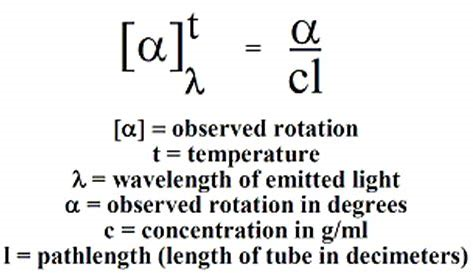 [α]tλ = α/cl
[α] = observed rotation
t = temperature
λ = wavelength of emitted light
α = observed rotation in degrees
c = concentration in g/ml
l = pathlength (length of tube in decimeters)